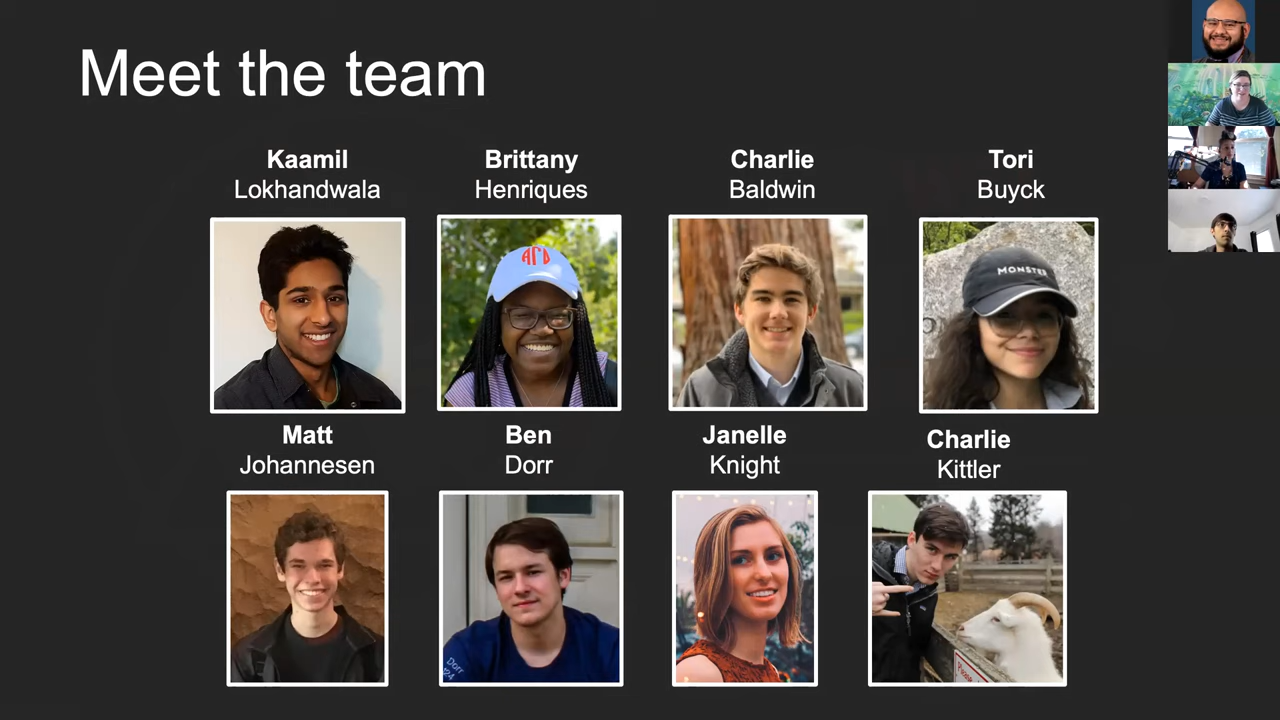 Meet the team
Kaamil
Lokhandwala
Brittany
Henriques
Charlie
Baldwin
Tori
Buyck
ΑΓΔ
MONSTER
Matt
Johannesen
Ben
Dorr
Janelle
Knight
Charlie
Kittler
Dorr